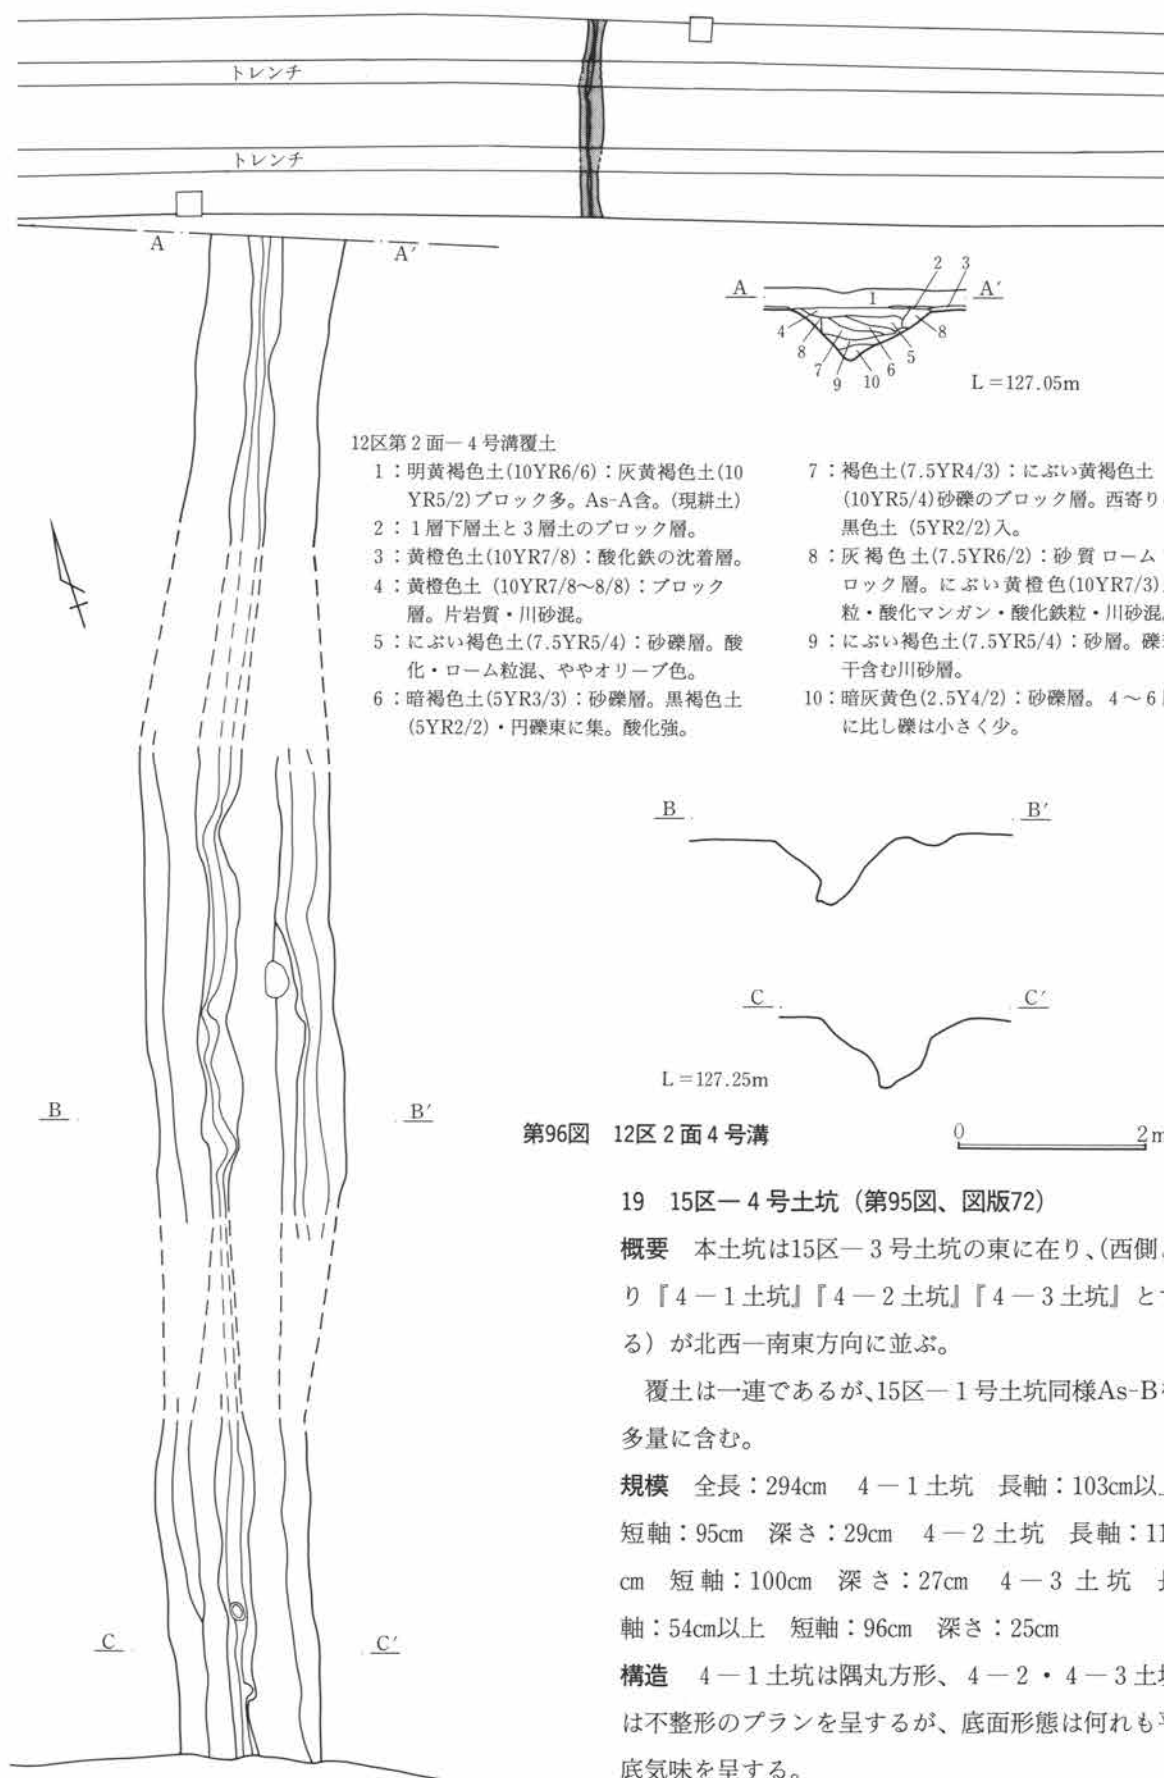 トレンチ
トレンチ
A A′
A A′
1 2 3
4 8 7 9 10 6 5 8
L=127.05m
12区第2面―4号溝覆土
1：明黄褐色土(10YR6/6)：灰黄褐色土(10
YR5/2)ブロック多。As-A含。(現耕土)
2：1層下層土と3層土のブロック層。
3：黄橙色土(10YR7/8)：酸化鉄の沈着層。
4：黄橙色土（10YR7/8～8/8)：ブロック
層。片岩質・川砂混。
5：にぶい褐色土(7.5YR5/4)：砂礫層。酸
化・ローム粒混、ややオリーブ色。
6：暗褐色土(5YR3/3)：砂礫層。黒褐色土
(5YR2/2)・円礫東に集。酸化強。
7：褐色土(7.5YR4/3)：にぶい黄褐色土
(10YR5/4)砂礫のブロック層。西寄り
黒色土（5YR2/2)入。
8：灰褐色土(7.5YR6/2)：砂質ローム
ロック層。にぶい黄橙色(10YR7/3)
粒・酸化マンガン・酸化鉄粒・川砂混
9：にぶい褐色土(7.5YR5/4)：砂層。礫
干含む川砂層。
10：暗灰黄色(2.5Y4/2)：砂礫層。4～6
に比し礫は小さく少。
B B′
C C′
L=127.25m
B B′
第96図　12区2面4号溝
0 2m
19　15区―4号土坑（第95図、図版72）
概要　本土坑は15区―3号土坑の東に在り、(西側
り『4－1土坑』『4－2土坑』『4－3土坑』と
る）が北西―南東方向に並ぶ。
覆土は一連であるが、15区―1号土坑同様As-B
多量に含む。
規模　全長：294cm　4－1土坑　長軸：103cm以
短軸：95cm　深さ：29cm　4－2土坑　長軸：11
cm　短軸：100cm　深さ：27cm　4－3土坑
軸：54cm以上　短軸：96cm　深さ：25cm
構造　4－1土坑は隅丸方形、4－2・4－3土
は不整形のプランを呈するが、底面形態は何れも
底気味を呈する。
C C′